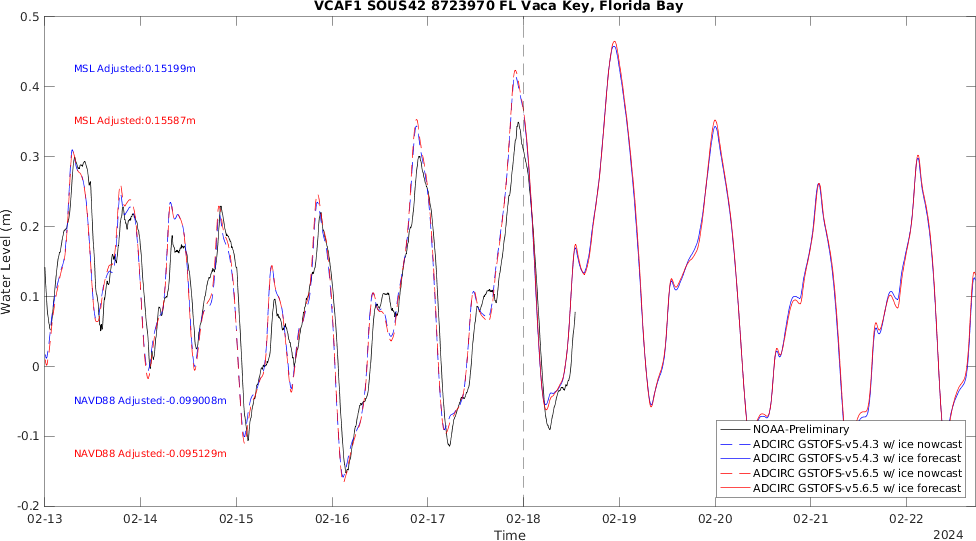 VCAF1 SOUS42 8723970 FL Vaca Key, Florida Bay
0.5
0.4
0.3
0.2
0.1
0
-0.1
-0.2
Water Level (m)
MSL Adjusted:0.15199m
MSL Adjusted:0.15587m
NAVD88 Adjusted:-0.099008m
NAVD88 Adjusted:-0.095129m
NOAA-Preliminary
ADCIRC GSTOFS-v5.4.3 w/ ice nowcast
ADCIRC GSTOFS-v5.4.3 w/ ice forecast
ADCIRC GSTOFS-v5.6.5 w/ ice nowcast
ADCIRC GSTOFS-v5.6.5 w/ ice forecast
02-13 02-14 02-15 02-16 02-17 02-18 02-19 02-20 02-21 02-22
Time
2024